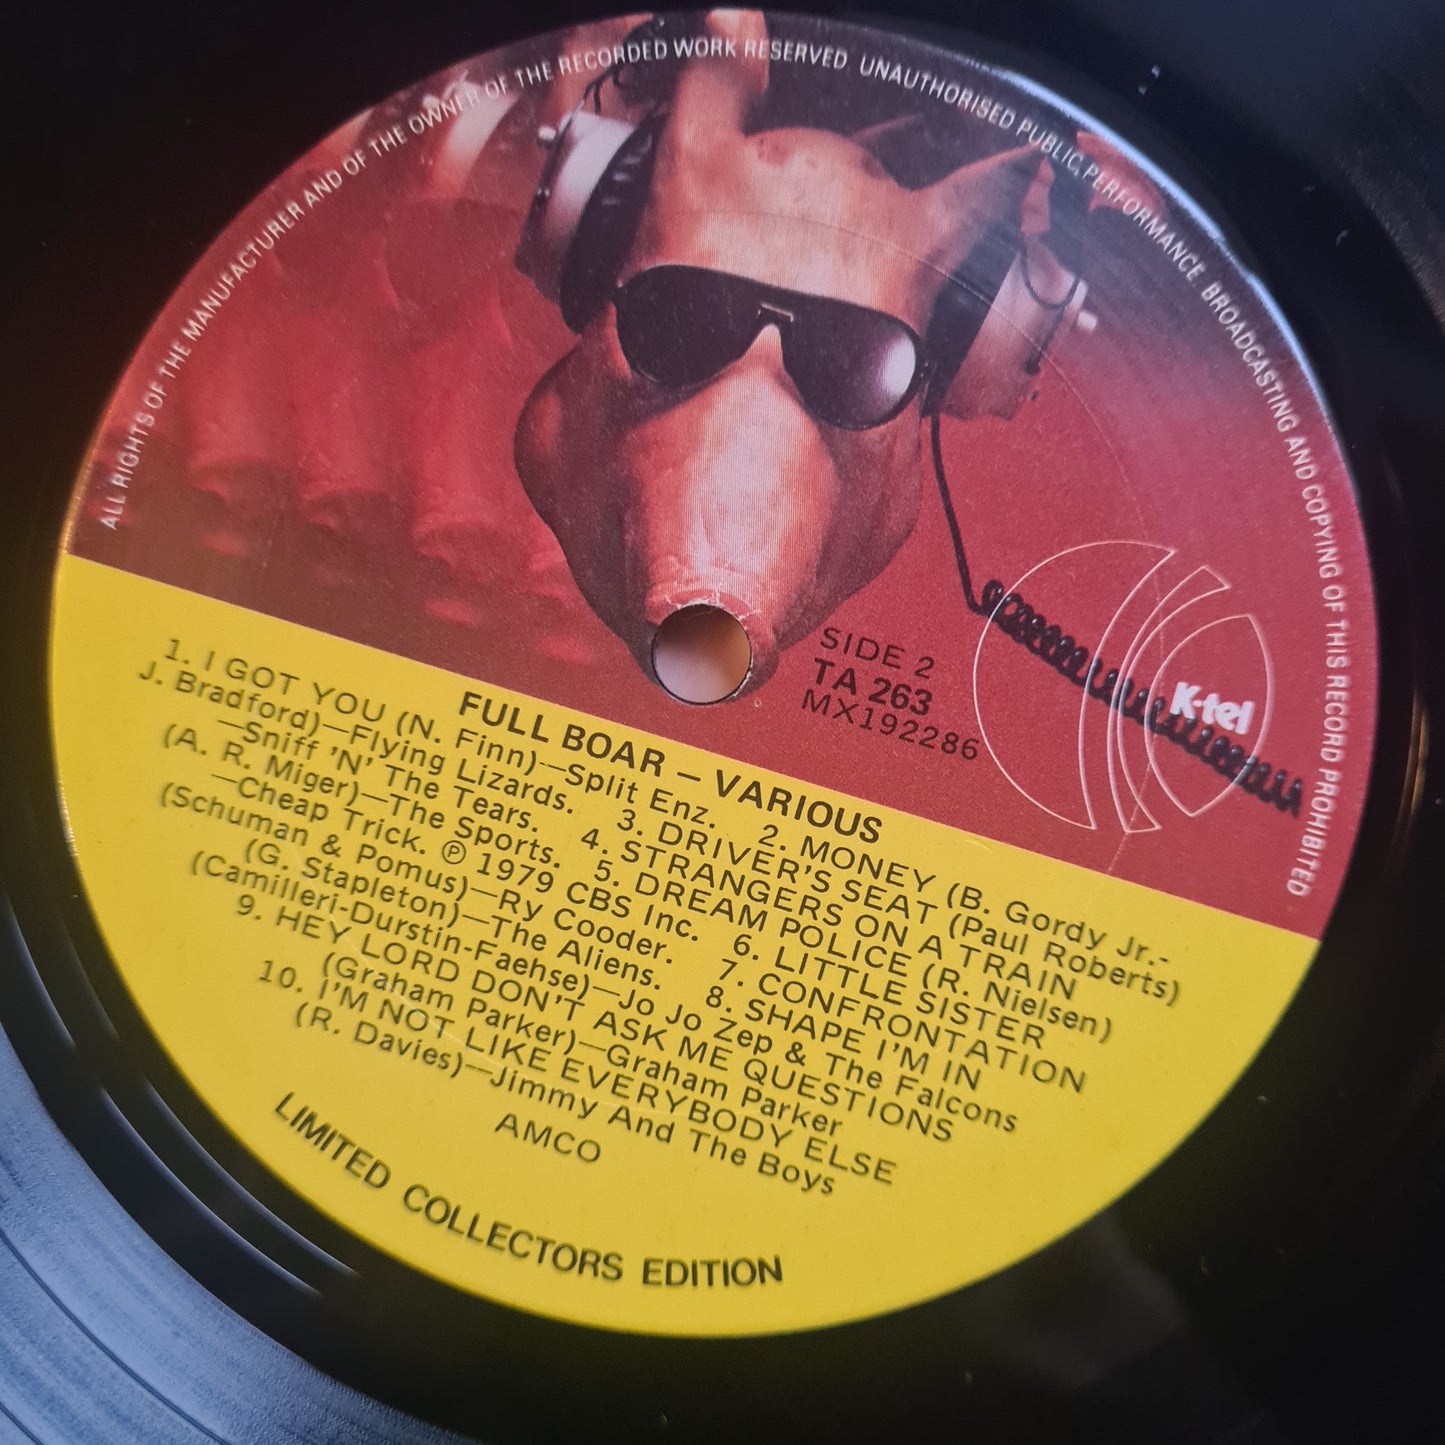 ALL RIGHTS OF THE MANUFACTURER AND OF THE OWNER OF THE RECORDED WORK RESERVED. UNAUTHORISED PUBLIC, PERFORMANCE BROADCASTING AND COPYING OF THIS RECORD PROHIBITED
SIDE 2
TA 263
MX192286
K-tel
FULL BOAR – VARIOUS
1. I GOT YOU (N. Finn)—Split Enz. 2. MONEY (B. Gordy Jr.-
J. Bradford)—Flying Lizards. 3. DRIVER'S SEAT (Paul Roberts)
—Sniff 'N' The Tears. 4. STRANGERS ON A TRAIN
(A. R. Miger)—The Sports. 5. DREAM POLICE (R. Nielsen)
—Cheap Trick. ℗ 1979 CBS Inc. 6. LITTLE SISTER
(Schuman & Pomus)—Ry Cooder. 7. CONFRONTATION
(G. Stapleton)—The Aliens. 8. SHAPE I'M IN
(Camilleri-Durstin-Faehse)—Jo Jo Zep & The Falcons
9. HEY LORD DON'T ASK ME QUESTIONS
(Graham Parker)—Graham Parker
10. I'M NOT LIKE EVERYBODY ELSE
(R. Davies)—Jimmy And The Boys
AMCO
LIMITED COLLECTORS EDITION